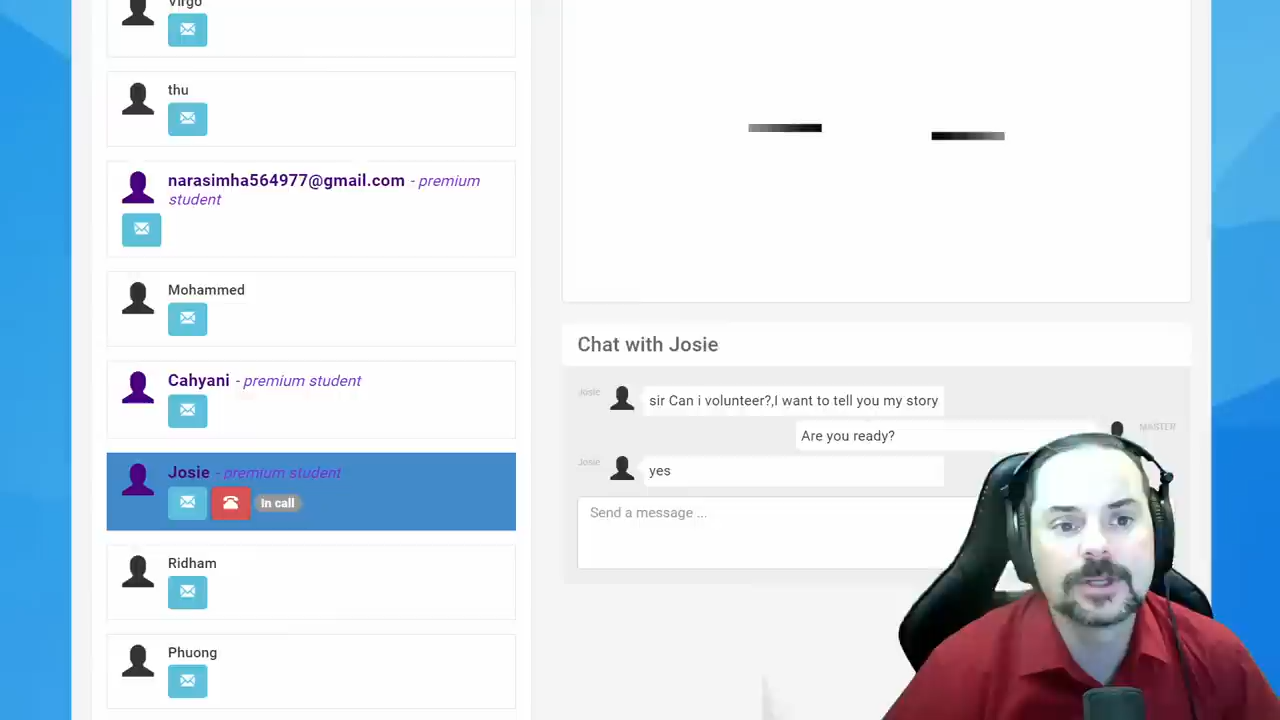 Virgo
thu
narasimha564977@gmail.com - premium
student
Mohammed
Cahyani - premium student
Josie - premium student
In call
Ridham
Phuong
Chat with Josie
Josie
sir Can i volunteer?,I want to tell you my story
Are you ready?
MASTER
Josie
yes
Send a message ...